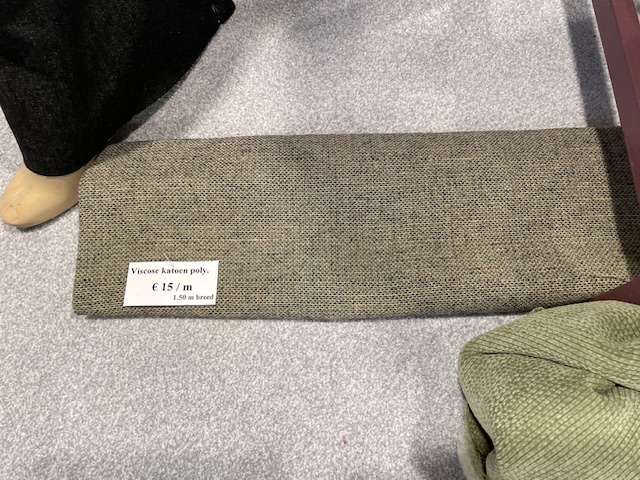 Viscose katoen poly.
€ 15 / m
1.50 m breed